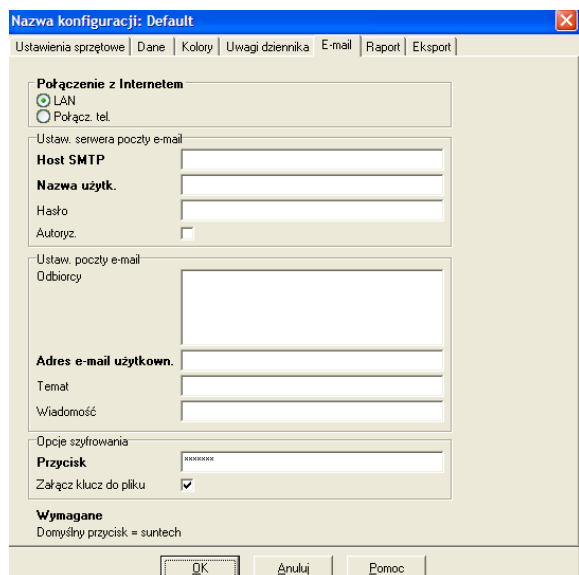 Nazwa konfiguracji: Default
Ustawienia sprzętowe Dane Kolory Uwagi dziennika E-mail Raport Eksport
Połączenie z Internetem
LAN
Połącz. tel.
Ustaw. serwera poczty e-mail
Host SMTP
Nazwa użytk.
Hasło
Autoryz.
Ustaw. poczty e-mail
Odbiorcy
Adres e-mail użytkown.
Temat
Wiadomość
Opcje szyfrowania
Przycisk *******
Załącz klucz do pliku
Wymagane
Domyślny przycisk = suntech
OK Anuluj Pomoc